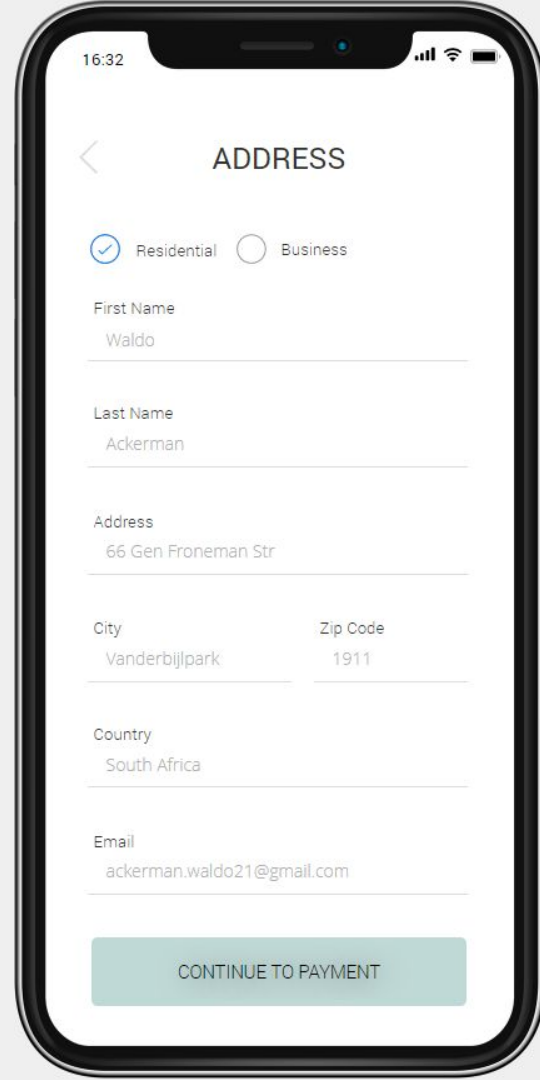 16:32
ADDRESS
Residential Business
First Name
Waldo
Last Name
Ackerman
Address
66 Gen Froneman Str
City Zip Code
Vanderbijlpark 1911
Country
South Africa
Email
ackerman.waldo21@gmail.com
CONTINUE TO PAYMENT